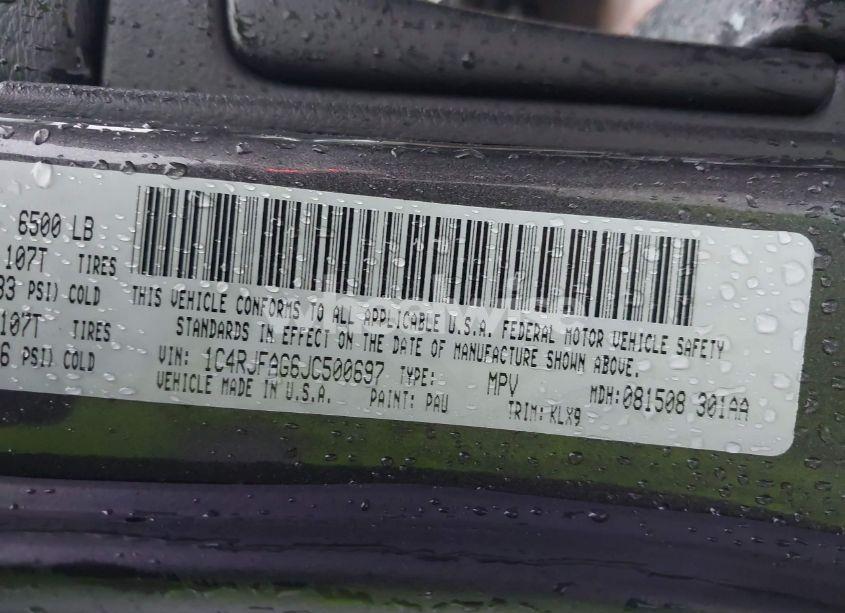 6500 LB
107T TIRES
33 PSI) COLD
107T TIRES
6 PSI) COLD
THIS VEHICLE CONFORMS TO ALL APPLICABLE U.S.A. FEDERAL MOTOR VEHICLE SAFETY
STANDARDS IN EFFECT ON THE DATE OF MANUFACTURE SHOWN ABOVE.
VIN: 1C4RJFAG6JC500697 TYPE: MPV MDH:081508 301AA
VEHICLE MADE IN U.S.A. PAINT: PAU TRIM: KLX9